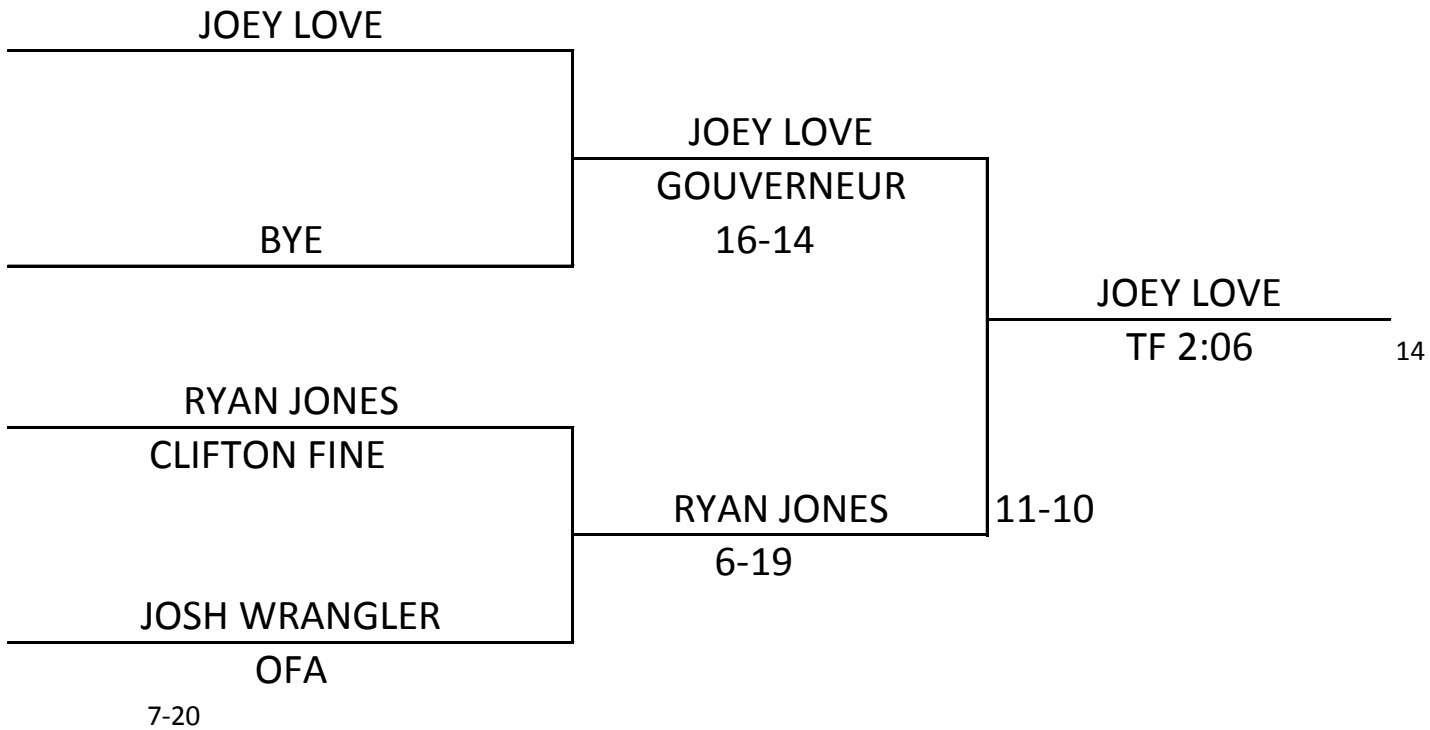 JOEY LOVE
JOEY LOVE
GOUVERNEUR
BYE
16-14
JOEY LOVE
TF 2:06
14
RYAN JONES
CLIFTON FINE
RYAN JONES
11-10
6-19
JOSH WRANGLER
OFA
7-20